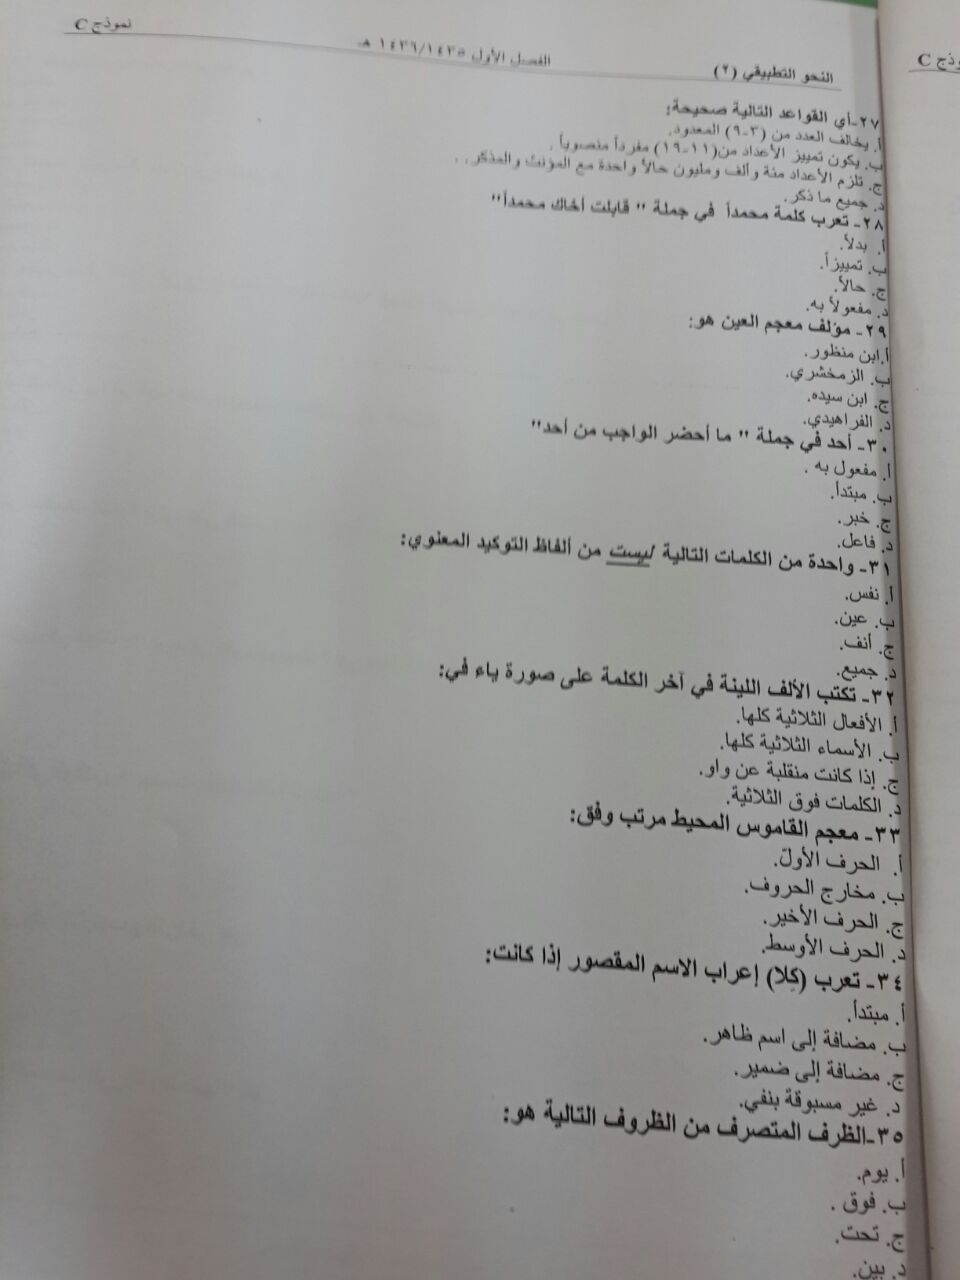 نموذج C
الفصل الأول ١٤٣٦/١٤٣٥ هـ
النحو التطبيقي (٢)
٢٧-أي القواعد التالية صحيحة:
أ. يخالف العدد من (٣-٩) المعدود.
ب. يكون تمييز الأعداد من(١١-١٩) مفرداً منصوباً .
ج. تلزم الأعداد مئة وألف ومليون حالاً واحدة مع المؤنث والمذكر. .
د. جميع ما ذكر.
٢٨- تعرب كلمة محمداً في جملة " قابلت أخاك محمداً"
أ. بدلاً.
ب. تمييزاً.
ج. حالاً.
د. مفعولاً به.
٢٩- مؤلف معجم العين هو:
أ.ابن منظور.
ب. الزمخشري.
ج. ابن سيده.
د. الفراهيدي.
٣٠- أحد في جملة " ما أحضر الواجب من أحد"
أ. مفعول به .
ب. مبتدأ.
ج. خبر.
د. فاعل.
٣١- واحدة من الكلمات التالية ليست من ألفاظ التوكيد المعنوي:
أ. نفس.
ب. عين.
ج. أنف.
د. جميع.
٣٢- تكتب الألف اللينة في آخر الكلمة على صورة ياء في:
أ. الأفعال الثلاثية كلها.
ب. الأسماء الثلاثية كلها.
ج. إذا كانت منقلبة عن واو.
د. الكلمات فوق الثلاثية.
٣٣- معجم القاموس المحيط مرتب وفق:
أ. الحرف الأولّ.
ب. مخارج الحروف.
ج. الحرف الأخير.
د. الحرف الأوسط.
٣٤- تعرب (كِلا) إعراب الاسم المقصور إذا كانت:
أ. مبتدأ.
ب. مضافة إلى اسم ظاهر.
ج. مضافة إلى ضمير.
د. غير مسبوقة بنفي.
٣٥-الظرف المتصرف من الظروف التالية هو:
أ. يوم.
ب. فوق .
ج. تحت.
د. بين.